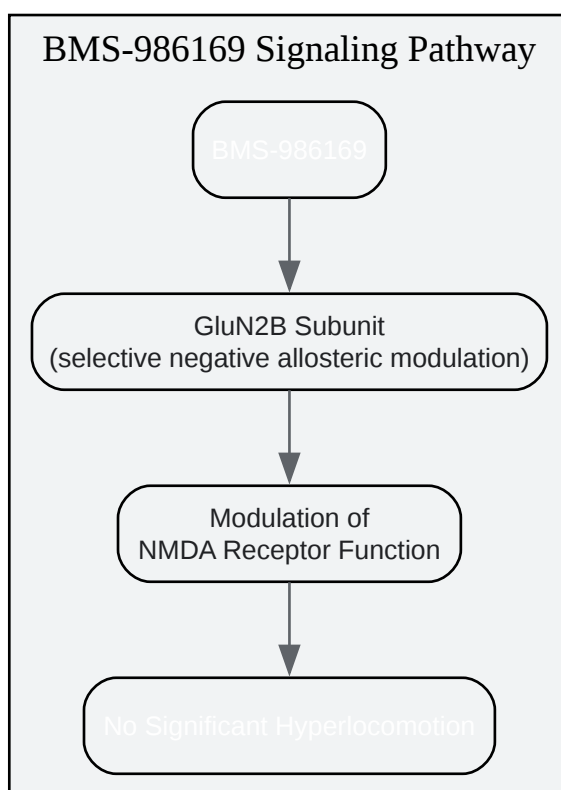 BMS-986169 Signaling Pathway
BMS-986169
GluN2B Subunit
(selective negative allosteric modulation)
Modulation of
NMDA Receptor Function
No Significant Hyperlocomotion